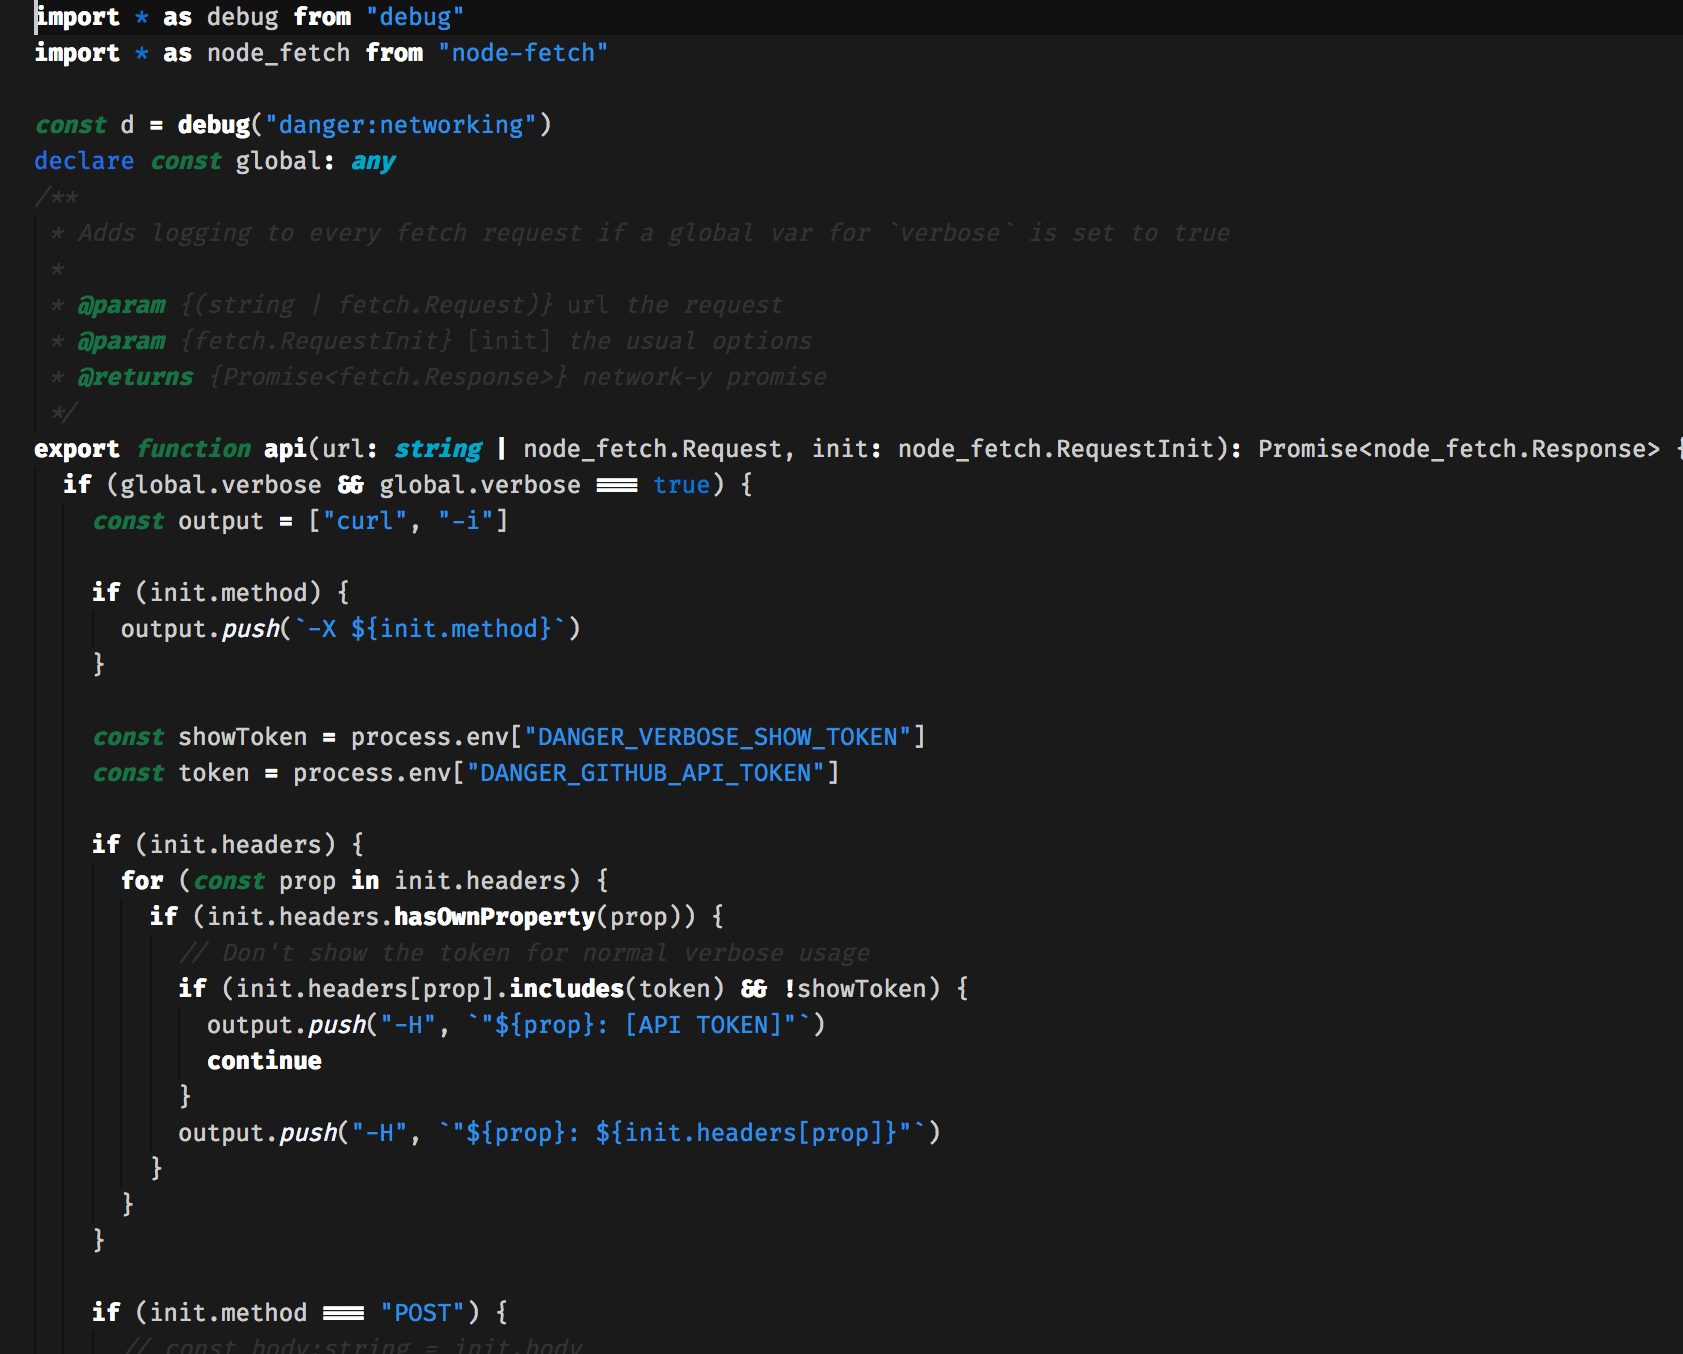 import * as debug from "debug"
import * as node_fetch from "node-fetch"

const d = debug("danger:networking")
declare const global: any
/**
 * Adds logging to every fetch request if a global var for `verbose` is set to true
 *
 * @param {(string | fetch.Request)} url the request
 * @param {fetch.RequestInit} [init] the usual options
 * @returns {Promise<fetch.Response>} network-y promise
 */
export function api(url: string | node_fetch.Request, init: node_fetch.RequestInit): Promise<node_fetch.Response> {
  if (global.verbose && global.verbose === true) {
    const output = ["curl", "-i"]

    if (init.method) {
      output.push(`-X ${init.method}`)
    }

    const showToken = process.env["DANGER_VERBOSE_SHOW_TOKEN"]
    const token = process.env["DANGER_GITHUB_API_TOKEN"]

    if (init.headers) {
      for (const prop in init.headers) {
        if (init.headers.hasOwnProperty(prop)) {
          // Don't show the token for normal verbose usage
          if (init.headers[prop].includes(token) && !showToken) {
            output.push("-H", `"${prop}: [API TOKEN]"`)
            continue
          }
          output.push("-H", `"${prop}: ${init.headers[prop]}"`)
        }
      }
    }

    if (init.method === "POST") {
      // const body:string = init.body